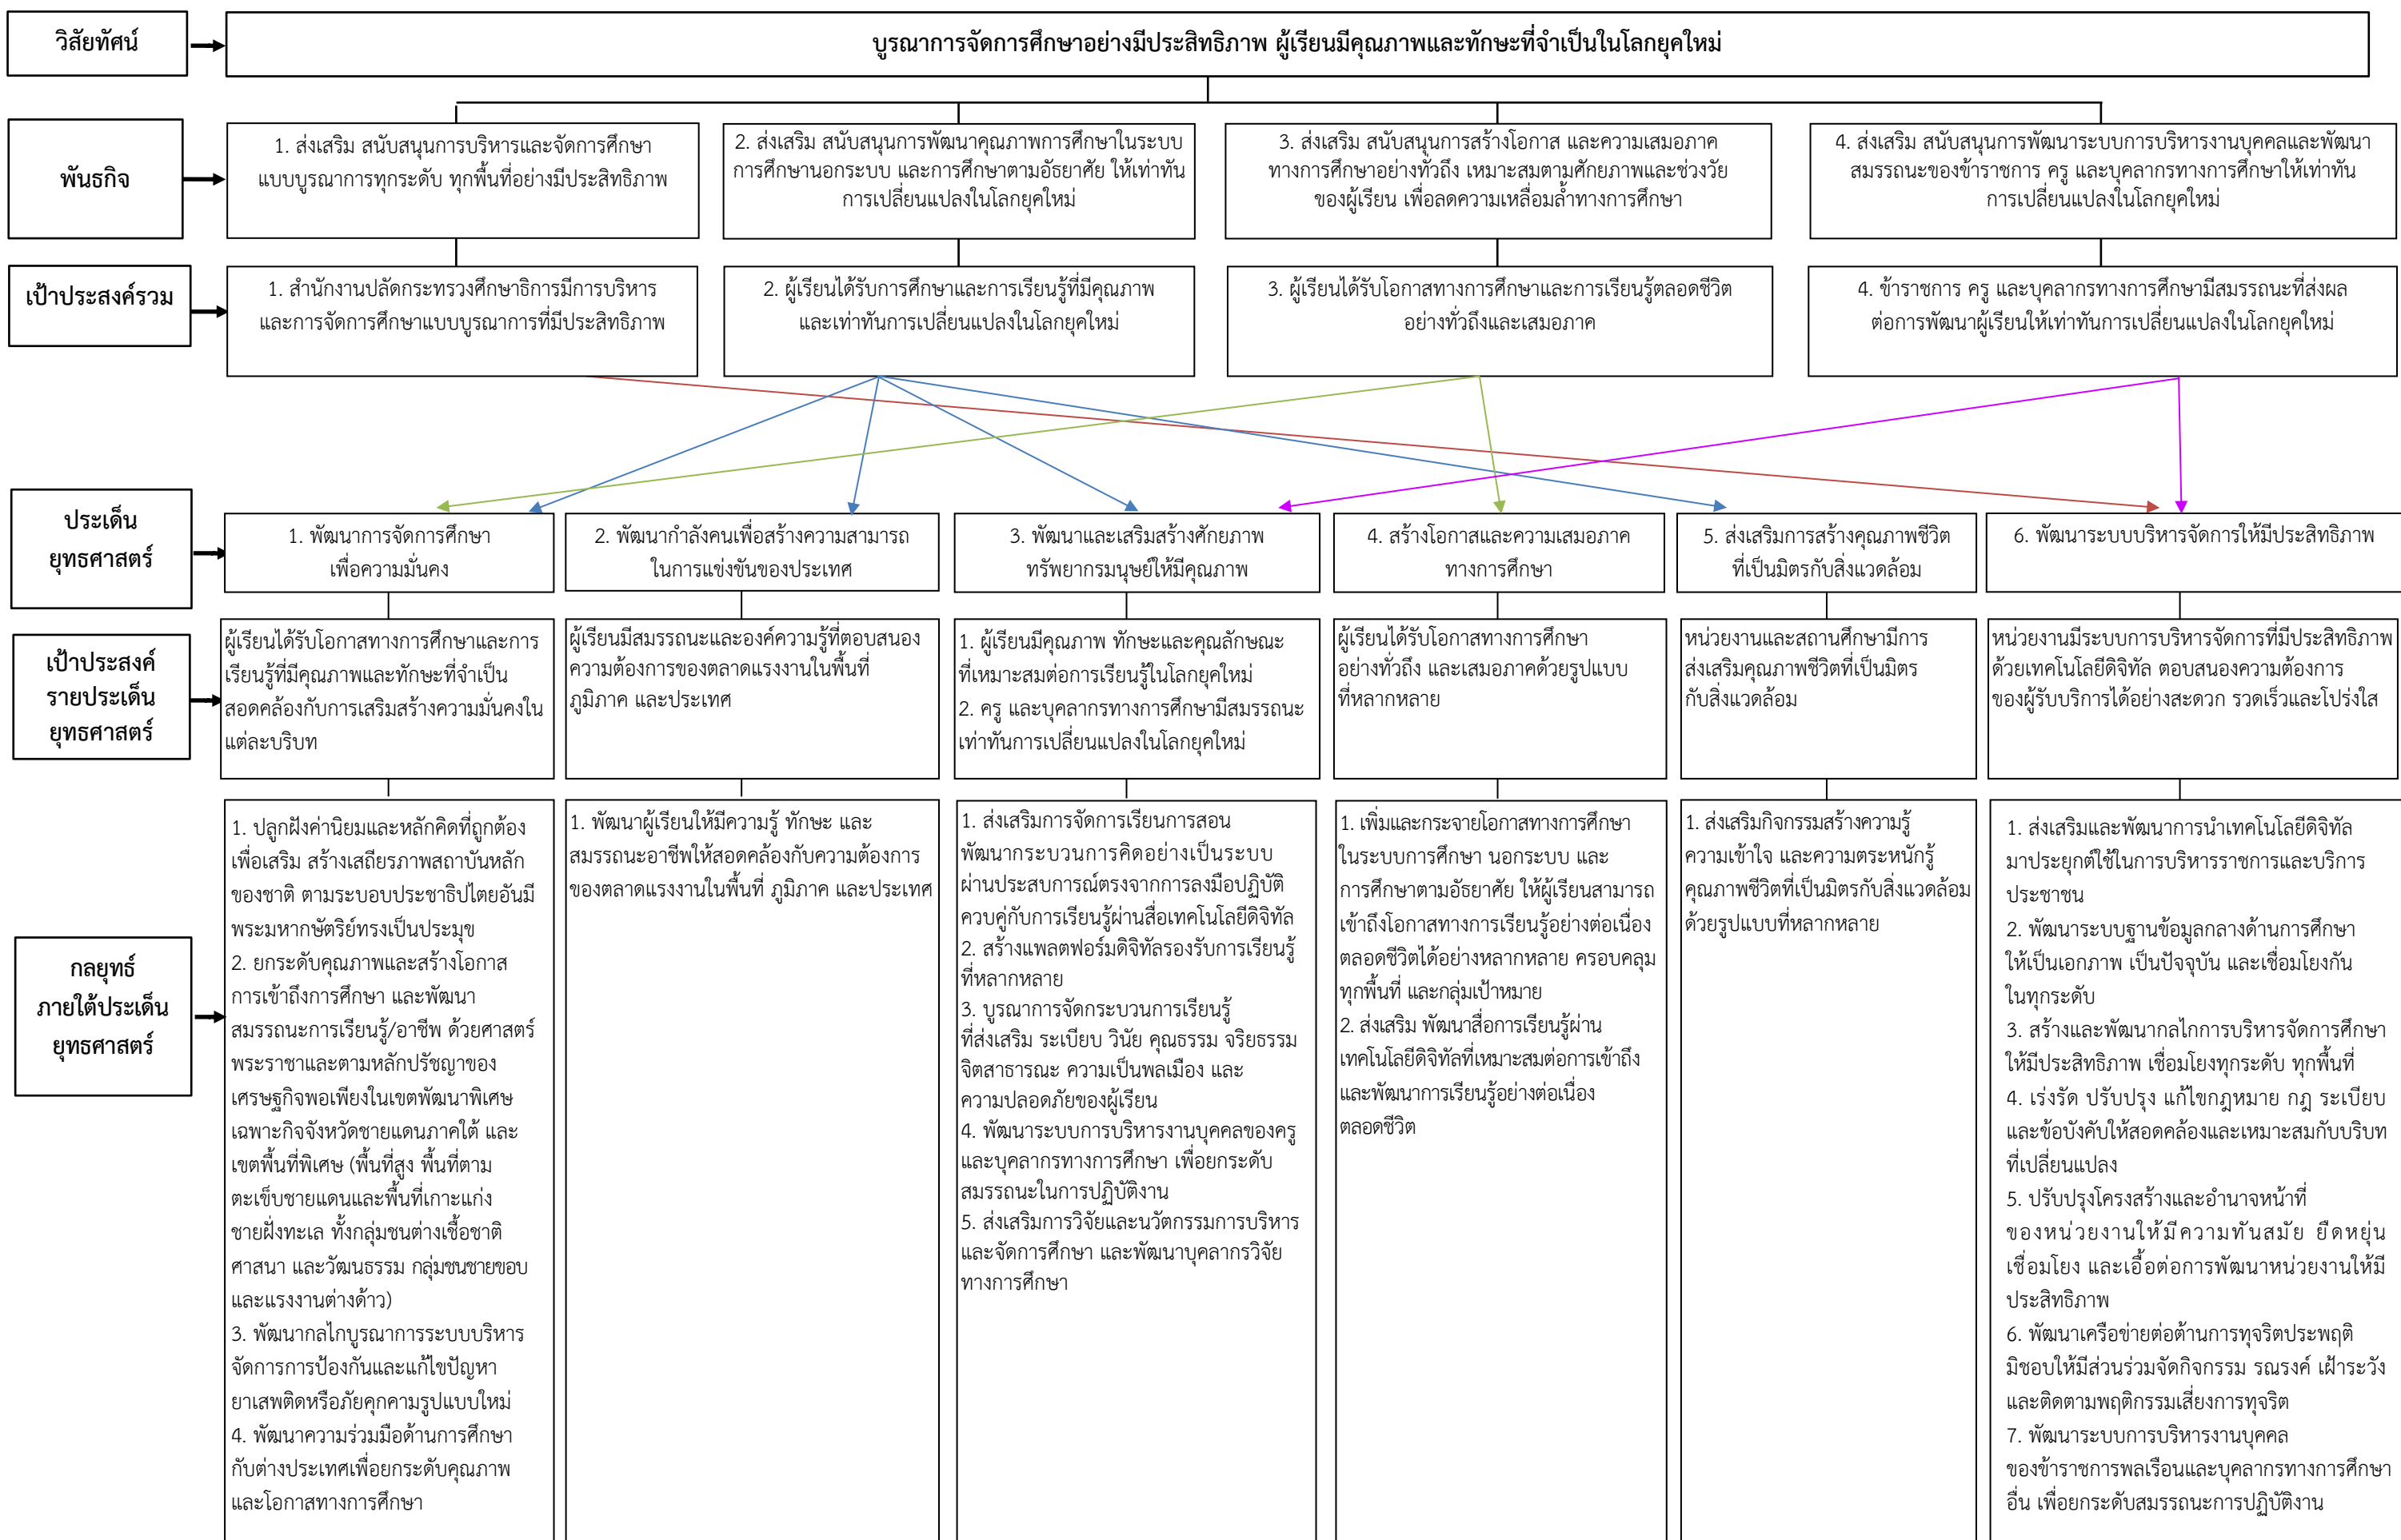 วิสัยทัศน์
บูรณาการจัดการศึกษาอย่างมีประสิทธิภาพ ผู้เรียนมีคุณภาพและทักษะที่จำเป็นในโลกยุคใหม่
พันธกิจ
1. ส่งเสริม สนับสนุนการบริหารและจัดการศึกษา
แบบบูรณาการทุกระดับ ทุกพื้นที่อย่างมีประสิทธิภาพ
2. ส่งเสริม สนับสนุนการพัฒนาคุณภาพการศึกษาในระบบ
การศึกษานอกระบบ และการศึกษาตามอัธยาศัย ให้เท่าทัน
การเปลี่ยนแปลงในโลกยุคใหม่
3. ส่งเสริม สนับสนุนการสร้างโอกาส และความเสมอภาค
ทางการศึกษาอย่างทั่วถึง เหมาะสมตามศักยภาพและช่วงวัย
ของผู้เรียน เพื่อลดความเหลื่อมล้ำทางการศึกษา
4. ส่งเสริม สนับสนุนการพัฒนาระบบการบริหารงานบุคคลและพัฒนา
สมรรถนะของข้าราชการ ครู และบุคลากรทางการศึกษาให้เท่าทัน
การเปลี่ยนแปลงในโลกยุคใหม่
เป้าประสงค์รวม
1. สำนักงานปลัดกระทรวงศึกษาธิการมีการบริหาร
และการจัดการศึกษาแบบบูรณาการที่มีประสิทธิภาพ
2. ผู้เรียนได้รับการศึกษาและการเรียนรู้ที่มีคุณภาพ
และเท่าทันการเปลี่ยนแปลงในโลกยุคใหม่
3. ผู้เรียนได้รับโอกาสทางการศึกษาและการเรียนรู้ตลอดชีวิต
อย่างทั่วถึงและเสมอภาค
4. ข้าราชการ ครู และบุคลากรทางการศึกษามีสมรรถนะที่ส่งผล
ต่อการพัฒนาผู้เรียนให้เท่าทันการเปลี่ยนแปลงในโลกยุคใหม่
ประเด็น
ยุทธศาสตร์
1. พัฒนาการจัดการศึกษา
เพื่อความมั่นคง
2. พัฒนากำลังคนเพื่อสร้างความสามารถ
ในการแข่งขันของประเทศ
3. พัฒนาและเสริมสร้างศักยภาพ
ทรัพยากรมนุษย์ให้มีคุณภาพ
4. สร้างโอกาสและความเสมอภาค
ทางการศึกษา
5. ส่งเสริมการสร้างคุณภาพชีวิต
ที่เป็นมิตรกับสิ่งแวดล้อม
6. พัฒนาระบบบริหารจัดการให้มีประสิทธิภาพ
เป้าประสงค์
รายประเด็น
ยุทธศาสตร์
ผู้เรียนได้รับโอกาสทางการศึกษาและการ
เรียนรู้ที่มีคุณภาพและทักษะที่จำเป็น
สอดคล้องกับการเสริมสร้างความมั่นคงใน
แต่ละบริบท
ผู้เรียนมีสมรรถนะและองค์ความรู้ที่ตอบสนอง
ความต้องการของตลาดแรงงานในพื้นที่
ภูมิภาค และประเทศ
1. ผู้เรียนมีคุณภาพ ทักษะและคุณลักษณะ
ที่เหมาะสมต่อการเรียนรู้ในโลกยุคใหม่
2. ครู และบุคลากรทางการศึกษามีสมรรถนะ
เท่าทันการเปลี่ยนแปลงในโลกยุคใหม่
ผู้เรียนได้รับโอกาสทางการศึกษา
อย่างทั่วถึง และเสมอภาคด้วยรูปแบบ
ที่หลากหลาย
หน่วยงานและสถานศึกษามีการ
ส่งเสริมคุณภาพชีวิตที่เป็นมิตร
กับสิ่งแวดล้อม
หน่วยงานมีระบบการบริหารจัดการที่มีประสิทธิภาพ
ด้วยเทคโนโลยีดิจิทัล ตอบสนองความต้องการ
ของผู้รับบริการได้อย่างสะดวก รวดเร็วและโปร่งใส
กลยุทธ์
ภายใต้ประเด็น
ยุทธศาสตร์
1. ปลูกฝังค่านิยมและหลักคิดที่ถูกต้อง
เพื่อเสริม สร้างเสถียรภาพสถาบันหลัก
ของชาติ ตามระบอบประชาธิปไตยอันมี
พระมหากษัตริย์ทรงเป็นประมุข
2. ยกระดับคุณภาพและสร้างโอกาส
การเข้าถึงการศึกษา และพัฒนา
สมรรถนะการเรียนรู้/อาชีพ ด้วยศาสตร์
พระราชาและตามหลักปรัชญาของ
เศรษฐกิจพอเพียงในเขตพัฒนาพิเศษ
เฉพาะกิจจังหวัดชายแดนภาคใต้ และ
เขตพื้นที่พิเศษ (พื้นที่สูง พื้นที่ตาม
ตะเข็บชายแดนและพื้นที่เกาะแก่ง
ชายฝั่งทะเล ทั้งกลุ่มชนต่างเชื้อชาติ
ศาสนา และวัฒนธรรม กลุ่มชนชายขอบ
และแรงงานต่างด้าว)
3. พัฒนากลไกบูรณาการระบบบริหาร
จัดการการป้องกันและแก้ไขปัญหา
ยาเสพติดหรือภัยคุกคามรูปแบบใหม่
4. พัฒนาความร่วมมือด้านการศึกษา
กับต่างประเทศเพื่อยกระดับคุณภาพ
และโอกาสทางการศึกษา
1. พัฒนาผู้เรียนให้มีความรู้ ทักษะ และ
สมรรถนะอาชีพให้สอดคล้องกับความต้องการ
ของตลาดแรงงานในพื้นที่ ภูมิภาค และประเทศ
1. ส่งเสริมการจัดการเรียนการสอน
พัฒนากระบวนการคิดอย่างเป็นระบบ
ผ่านประสบการณ์ตรงจากการลงมือปฏิบัติ
ควบคู่กับการเรียนรู้ผ่านสื่อเทคโนโลยีดิจิทัล
2. สร้างแพลตฟอร์มดิจิทัลรองรับการเรียนรู้
ที่หลากหลาย
3. บูรณาการจัดกระบวนการเรียนรู้
ที่ส่งเสริม ระเบียบ วินัย คุณธรรม จริยธรรม
จิตสาธารณะ ความเป็นพลเมือง และ
ความปลอดภัยของผู้เรียน
4. พัฒนาระบบการบริหารงานบุคคลของครู
และบุคลากรทางการศึกษา เพื่อยกระดับ
สมรรถนะในการปฏิบัติงาน
5. ส่งเสริมการวิจัยและนวัตกรรมการบริหาร
และจัดการศึกษา และพัฒนาบุคลากรวิจัย
ทางการศึกษา
1. เพิ่มและกระจายโอกาสทางการศึกษา
ในระบบการศึกษา นอกระบบ และ
การศึกษาตามอัธยาศัย ให้ผู้เรียนสามารถ
เข้าถึงโอกาสทางการเรียนรู้อย่างต่อเนื่อง
ตลอดชีวิตได้อย่างหลากหลาย ครอบคลุม
ทุกพื้นที่ และกลุ่มเป้าหมาย
2. ส่งเสริม พัฒนาสื่อการเรียนรู้ผ่าน
เทคโนโลยีดิจิทัลที่เหมาะสมต่อการเข้าถึง
และพัฒนาการเรียนรู้อย่างต่อเนื่อง
ตลอดชีวิต
1. ส่งเสริมกิจกรรมสร้างความรู้
ความเข้าใจ และความตระหนักรู้
คุณภาพชีวิตที่เป็นมิตรกับสิ่งแวดล้อม
ด้วยรูปแบบที่หลากหลาย
1. ส่งเสริมและพัฒนาการนำเทคโนโลยีดิจิทัล
มาประยุกต์ใช้ในการบริหารราชการและบริการ
ประชาชน
2. พัฒนาระบบฐานข้อมูลกลางด้านการศึกษา
ให้เป็นเอกภาพ เป็นปัจจุบัน และเชื่อมโยงกัน
ในทุกระดับ
3. สร้างและพัฒนากลไกการบริหารจัดการศึกษา
ให้มีประสิทธิภาพ เชื่อมโยงทุกระดับ ทุกพื้นที่
4. เร่งรัด ปรับปรุง แก้ไขกฎหมาย กฎ ระเบียบ
และข้อบังคับให้สอดคล้องและเหมาะสมกับบริบท
ที่เปลี่ยนแปลง
5. ปรับปรุงโครงสร้างและอำนาจหน้าที่
ของหน่วยงานให้มีความทันสมัย ยืดหยุ่น
เชื่อมโยง และเอื้อต่อการพัฒนาหน่วยงานให้มี
ประสิทธิภาพ
6. พัฒนาเครือข่ายต่อต้านการทุจริตประพฤติ
มิชอบให้มีส่วนร่วมจัดกิจกรรม รณรงค์ เฝ้าระวัง
และติดตามพฤติกรรมเสี่ยงการทุจริต
7. พัฒนาระบบการบริหารงานบุคคล
ของข้าราชการพลเรือนและบุคลากรทางการศึกษา
อื่น เพื่อยกระดับสมรรถนะการปฏิบัติงาน